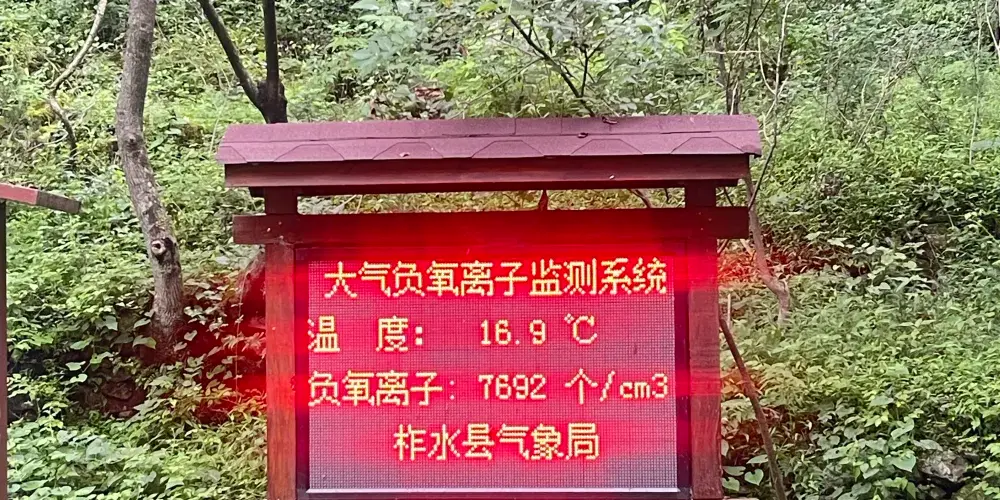 大气负氧离子监测系统
温 度： 16.9 ℃
负氧离子：7692 个/cm3
柞水县气象局